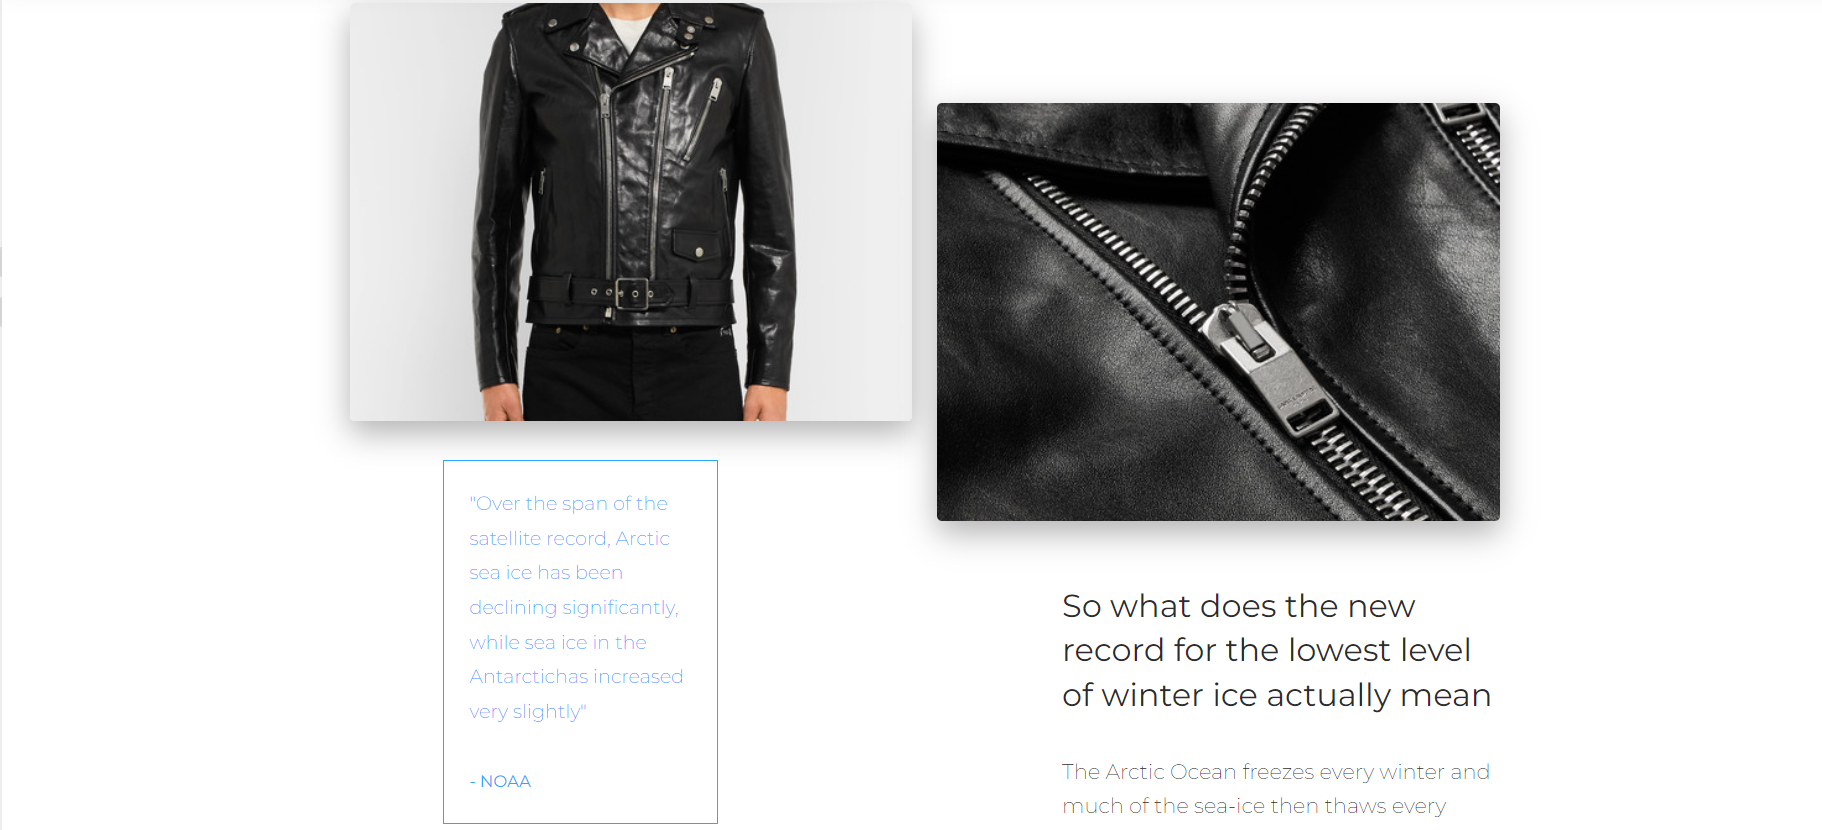 "Over the span of the
satellite record, Arctic
sea ice has been
declining significantly,
while sea ice in the
Antarctichas increased
very slightly"
- NOAA
So what does the new
record for the lowest level
of winter ice actually mean
The Arctic Ocean freezes every winter and
much of the sea-ice then thaws every